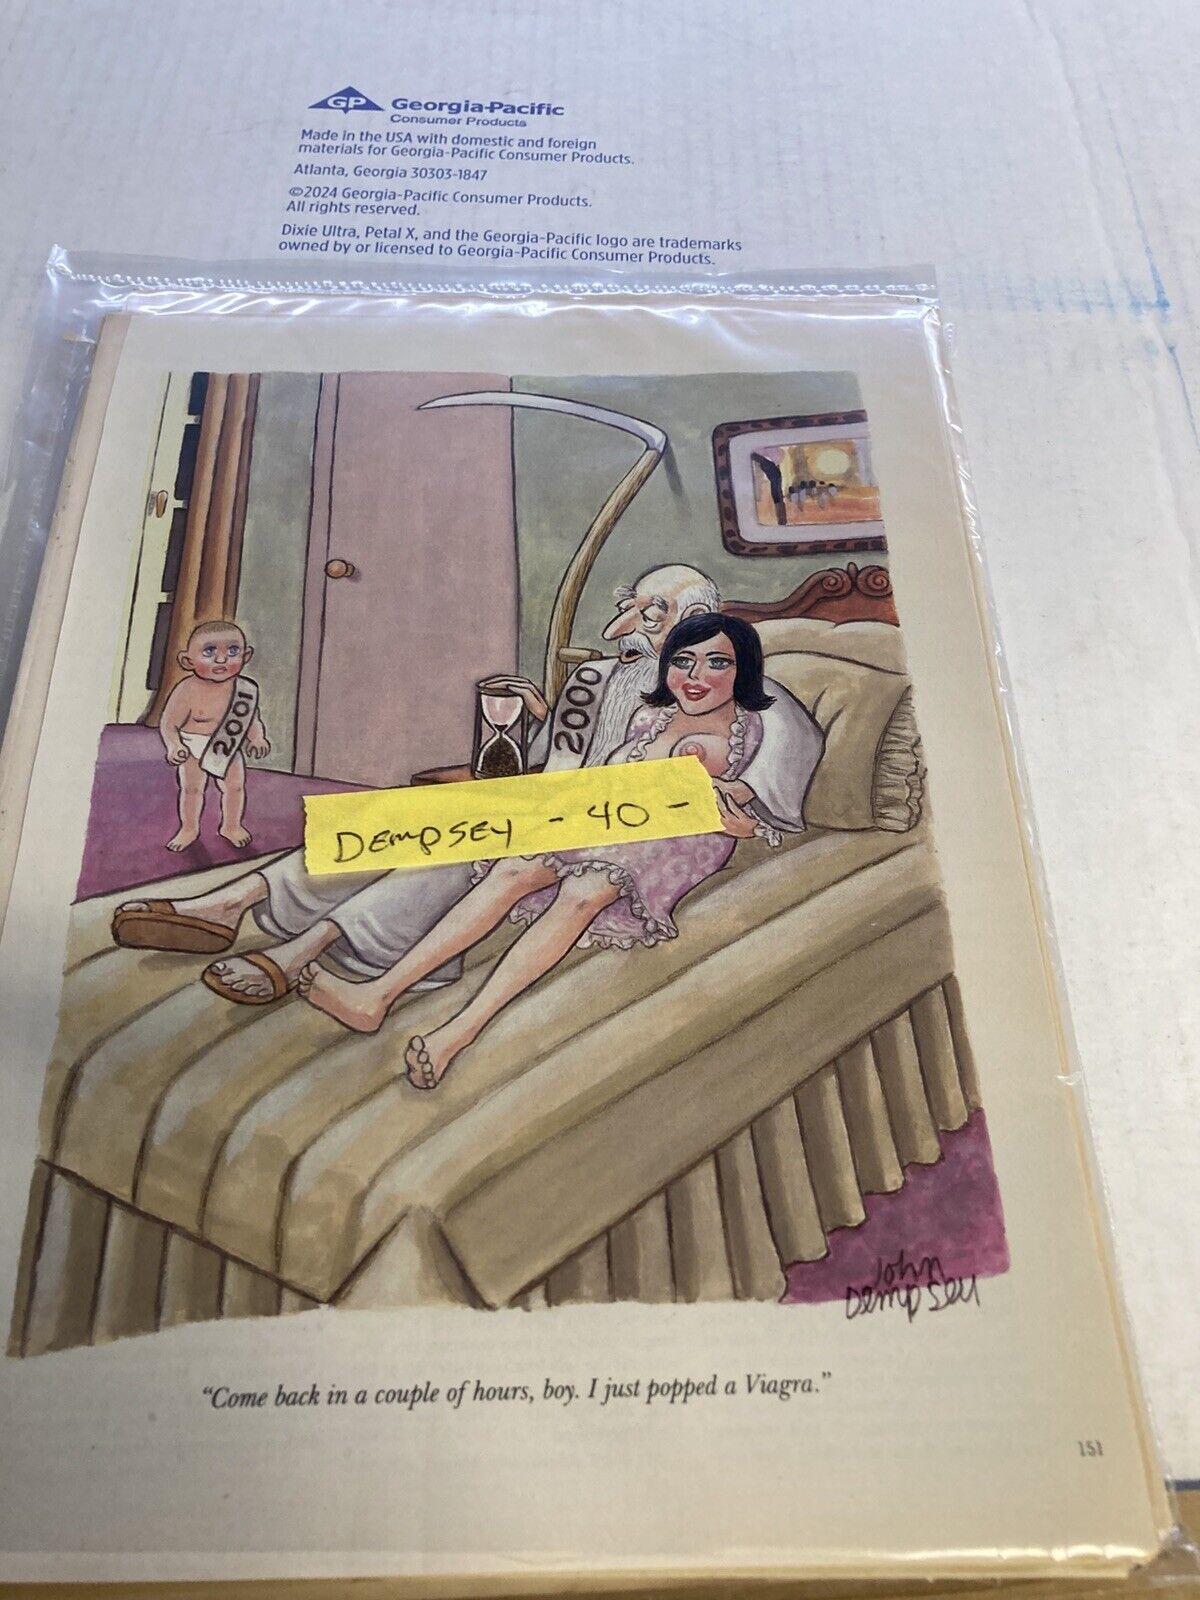 GP Georgia-Pacific
Consumer Products
Made in the USA with domestic and foreign
materials for Georgia-Pacific Consumer Products.
Atlanta, Georgia 30303-1847
©2024 Georgia-Pacific Consumer Products.
All rights reserved.
Dixie Ultra, Petal X, and the Georgia-Pacific logo are trademarks
owned by or licensed to Georgia-Pacific Consumer Products.
2001
2000
DEMPSEY - 40 -
John
Dempsey
“Come back in a couple of hours, boy. I just popped a Viagra.”
151